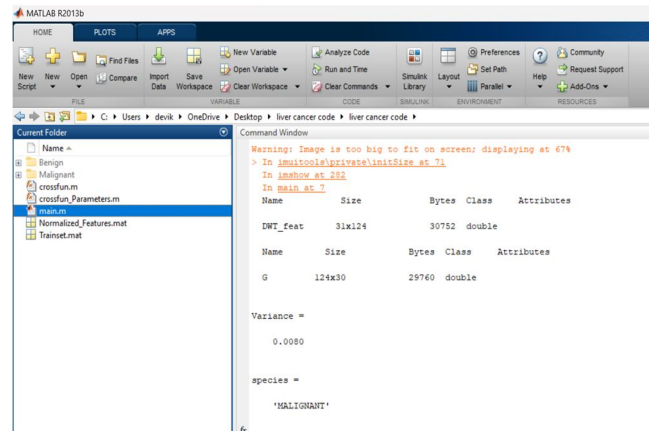 MATLAB R2013b
HOME PLOTS APPS
New Script
New
Open
Find Files
Compare
Import Data
Save Workspace
New Variable
Open Variable
Clear Workspace
Analyze Code
Run and Time
Clear Commands
Simulink Library
Layout
Preferences
Set Path
Parallel
Help
Community
Request Support
Add-Ons
FILE VARIABLE CODE SIMULINK ENVIRONMENT RESOURCES
C: Users devik OneDrive Desktop liver cancer code liver cancer code
Current Folder
Name
Benign
Malignant
crossfun.m
crossfun_Parameters.m
main.m
Normalized_Features.mat
Trainset.mat
Command Window
Warning: Image is too big to fit on screen; displaying at 67%
> In imuitools\private\initSize at 71
In imshow at 282
In main at 7
Name Size Bytes Class Attributes
DWT_feat 31x124 30752 double
Name Size Bytes Class Attributes
G 124x30 29760 double
Variance =
0.0080
species =
'MALIGNANT'